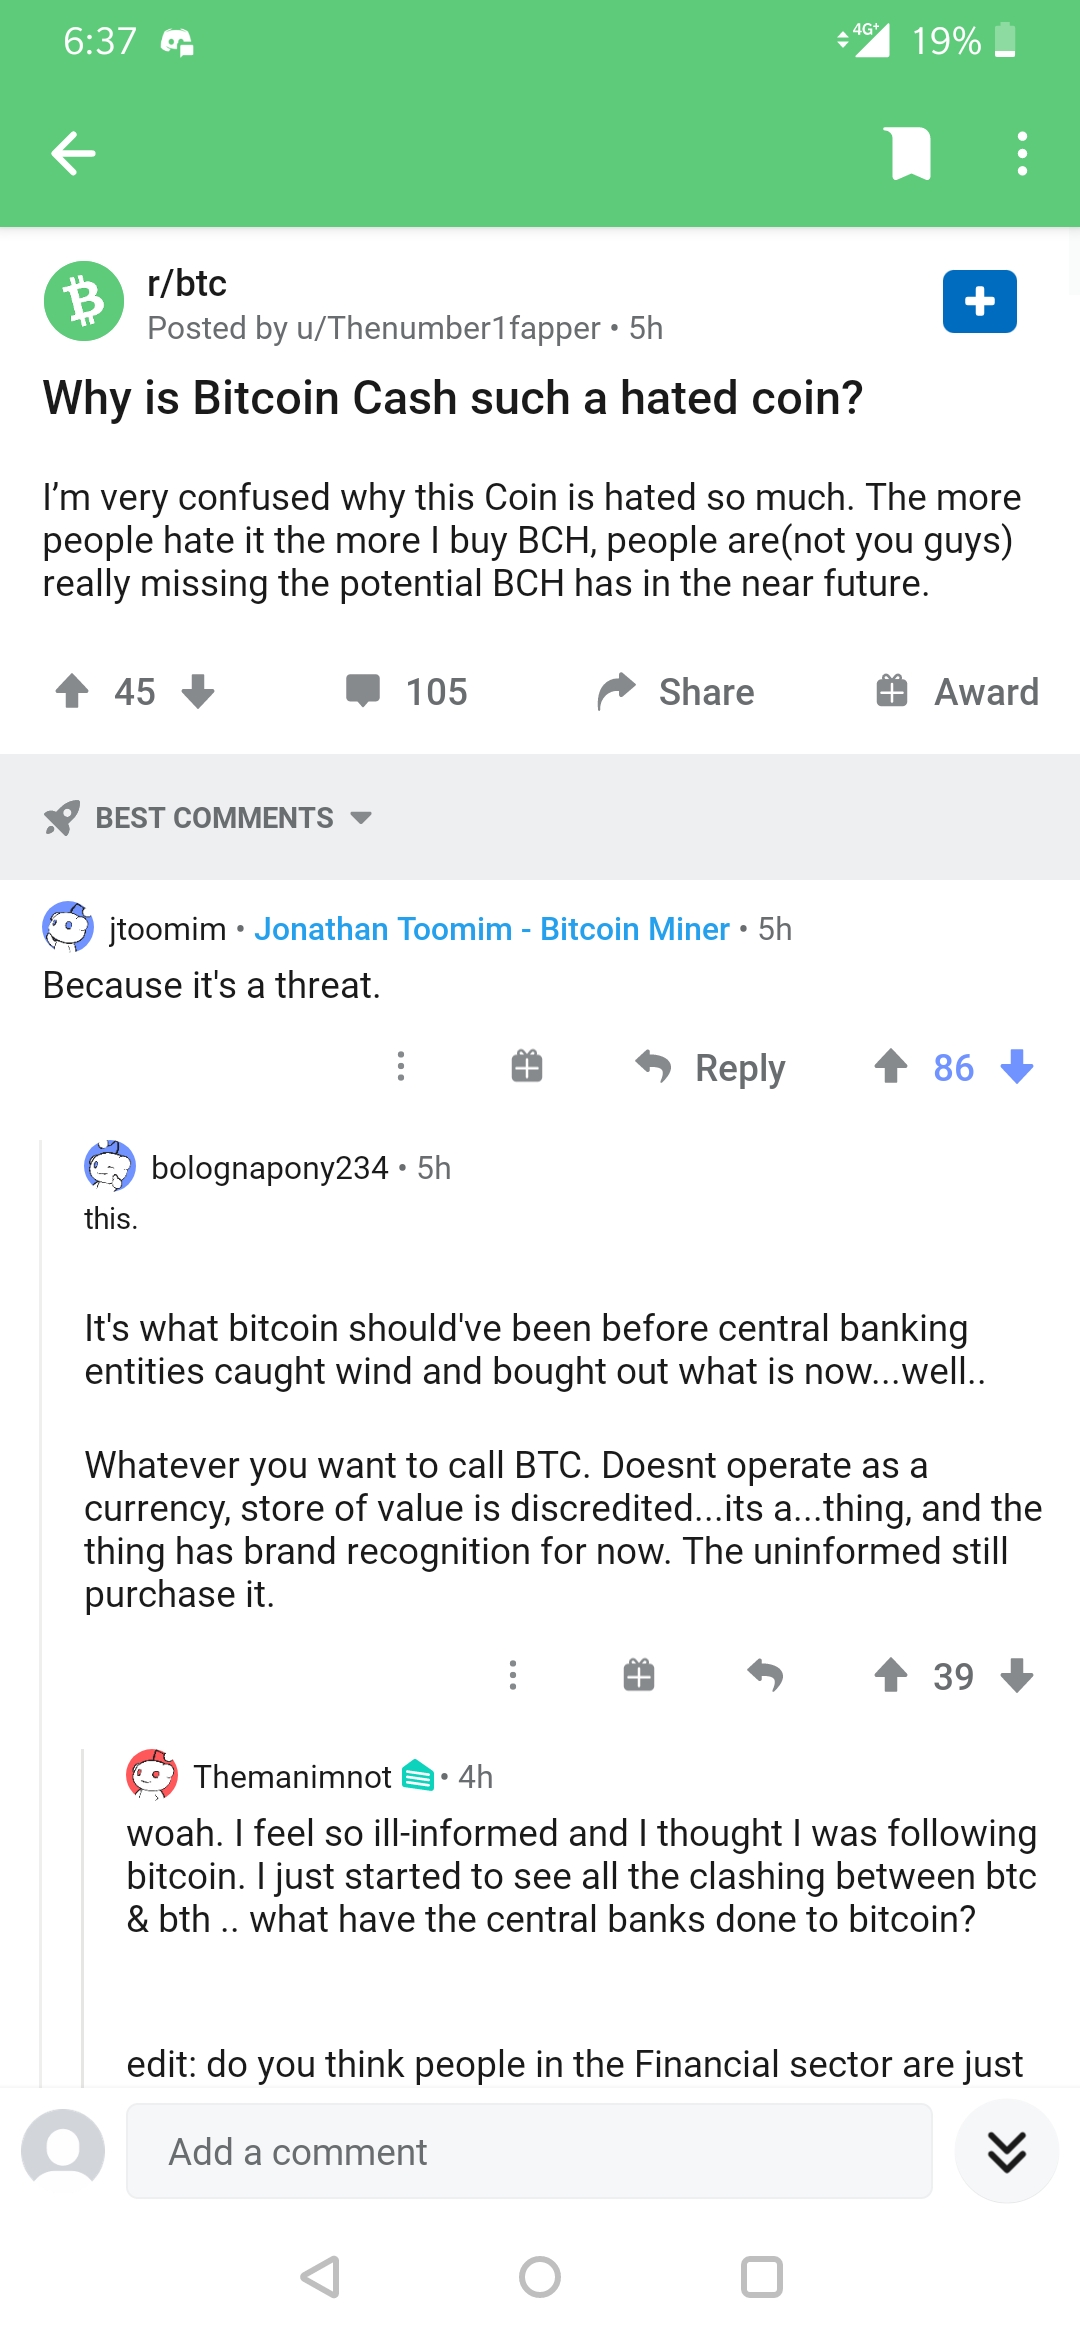 6:37 4G+ 19%
r/btc
Posted by u/Thenumber1fapper • 5h
Why is Bitcoin Cash such a hated coin?
I’m very confused why this Coin is hated so much. The more
people hate it the more I buy BCH, people are(not you guys)
really missing the potential BCH has in the near future.
45 105 Share Award
BEST COMMENTS
jtoomim • Jonathan Toomim - Bitcoin Miner • 5h
Because it's a threat.
Reply 86
bolognapony234 • 5h
this.
It's what bitcoin should've been before central banking
entities caught wind and bought out what is now...well..
Whatever you want to call BTC. Doesnt operate as a
currency, store of value is discredited...its a...thing, and the
thing has brand recognition for now. The uninformed still
purchase it.
39
Themanimnot • 4h
woah. I feel so ill-informed and I thought I was following
bitcoin. I just started to see all the clashing between btc
& bth .. what have the central banks done to bitcoin?
edit: do you think people in the Financial sector are just
Add a comment